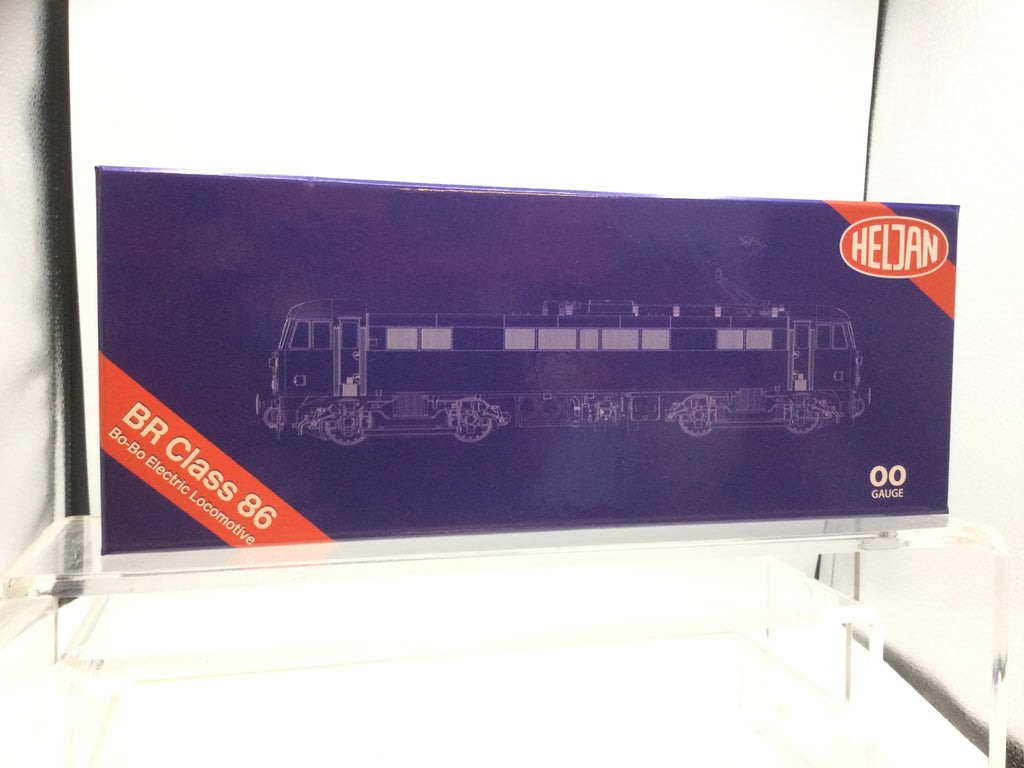 HELJAN
BR Class 86
Bo-Bo Electric Locomotive
OO
GAUGE